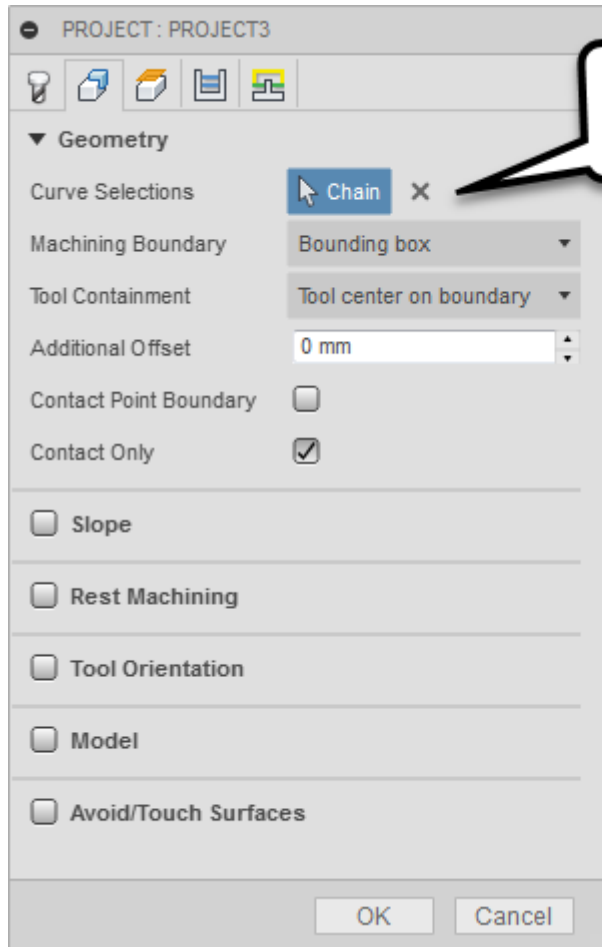 PROJECT : PROJECT3
Geometry
Curve Selections Chain
Machining Boundary Bounding box
Tool Containment Tool center on boundary
Additional Offset 0 mm
Contact Point Boundary
Contact Only
Slope
Rest Machining
Tool Orientation
Model
Avoid/Touch Surfaces
OK Cancel